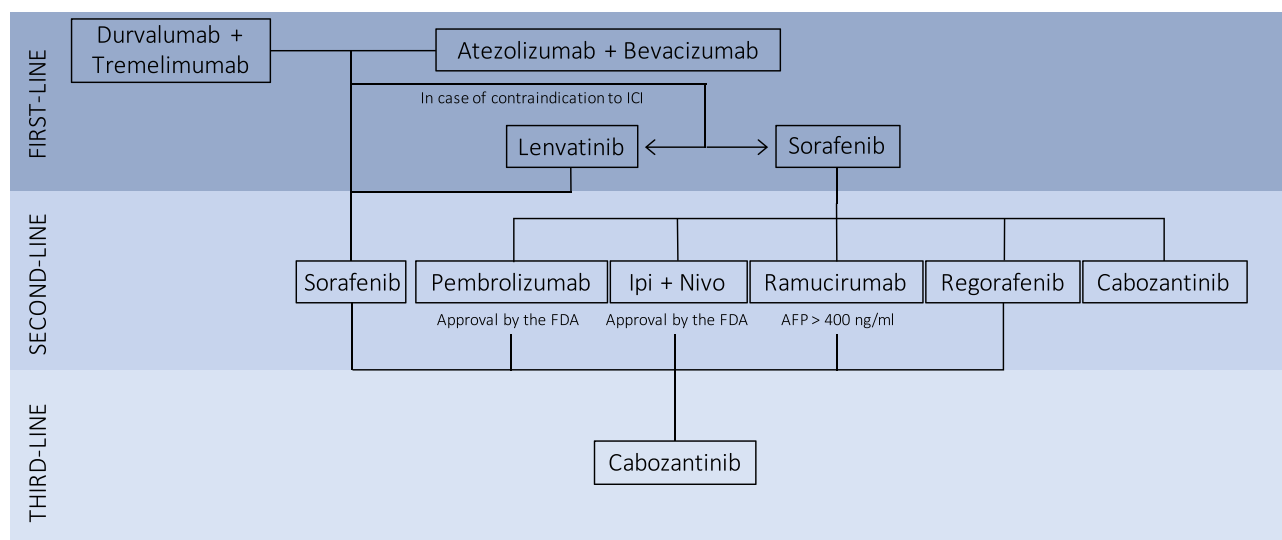 FIRST-LINE
Durvalumab +
Tremelimumab
Atezolizumab + Bevacizumab
In case of contraindication to ICI
Lenvatinib
Sorafenib
SECOND-LINE
Sorafenib
Pembrolizumab
Ipi + Nivo
Ramucirumab
Regorafenib
Cabozantinib
Approval by the FDA
Approval by the FDA
AFP > 400 ng/ml
THIRD-LINE
Cabozantinib